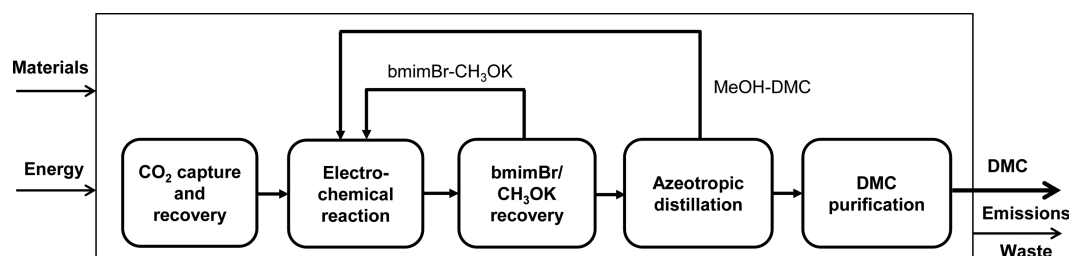 Materials
Energy
bmimBr-CH₃OK
MeOH-DMC
CO₂ capture
and
recovery
Electro-
chemical
reaction
bmimBr/
CH₃OK
recovery
Azeotropic
distillation
DMC
purification
DMC
Emissions
Waste